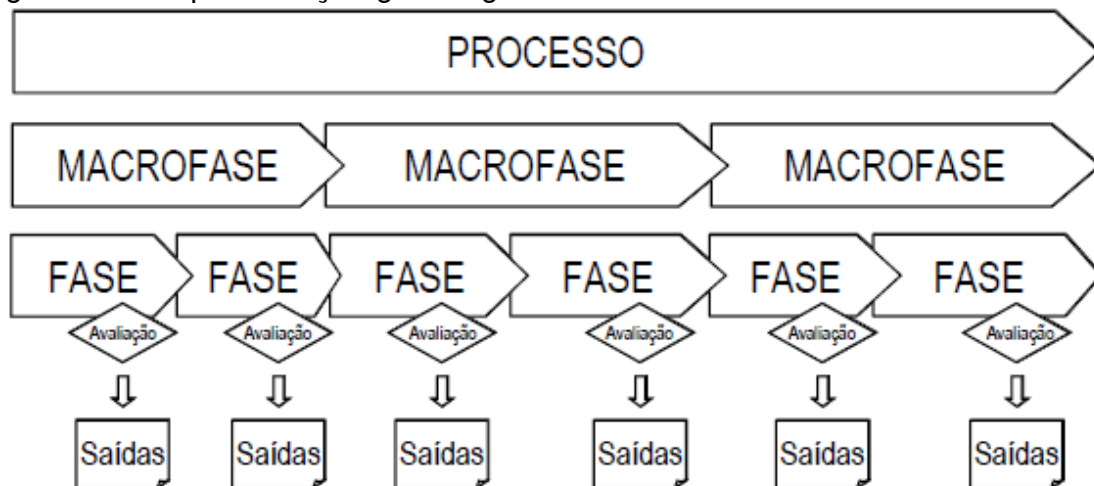 PROCESSO
MACROFASE MACROFASE MACROFASE
FASE FASE FASE FASE FASE FASE
Avaliação Avaliação Avaliação Avaliação Avaliação Avaliação
Saídas Saídas Saídas Saídas Saídas Saídas